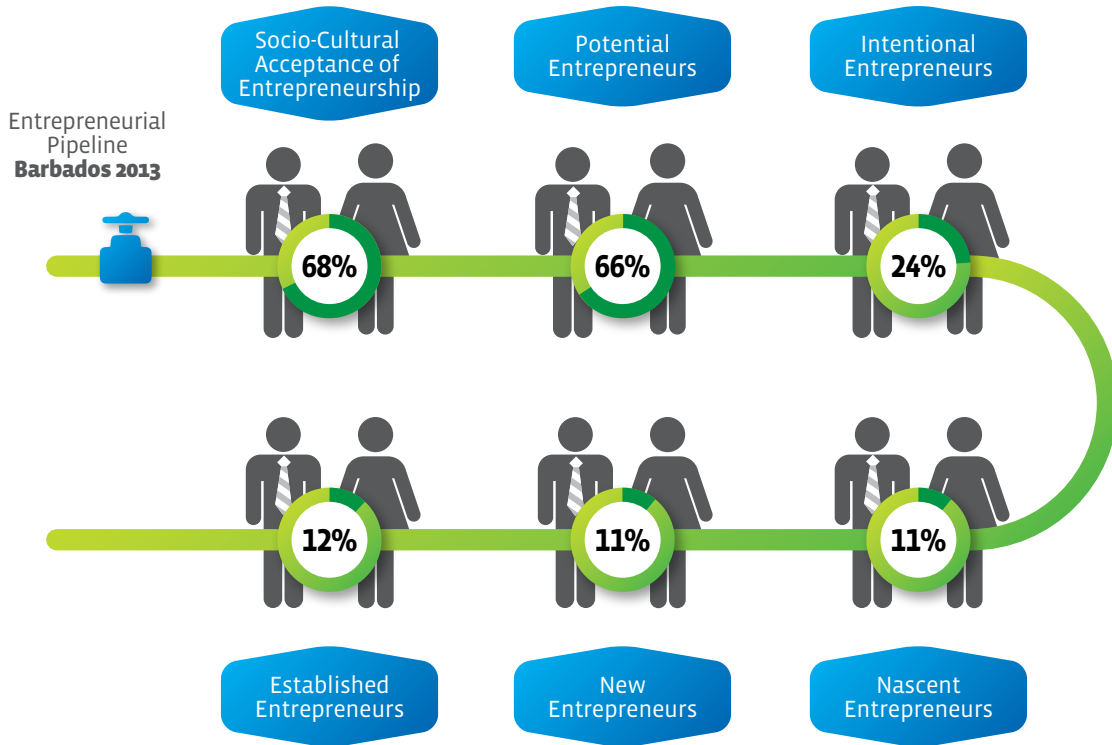 Socio-Cultural
Acceptance of
Entrepreneurship
Potential
Entrepreneurs
Intentional
Entrepreneurs
Entrepreneurial
Pipeline
Barbados 2013
68%
66%
24%
12%
11%
11%
Established
Entrepreneurs
New
Entrepreneurs
Nascent
Entrepreneurs